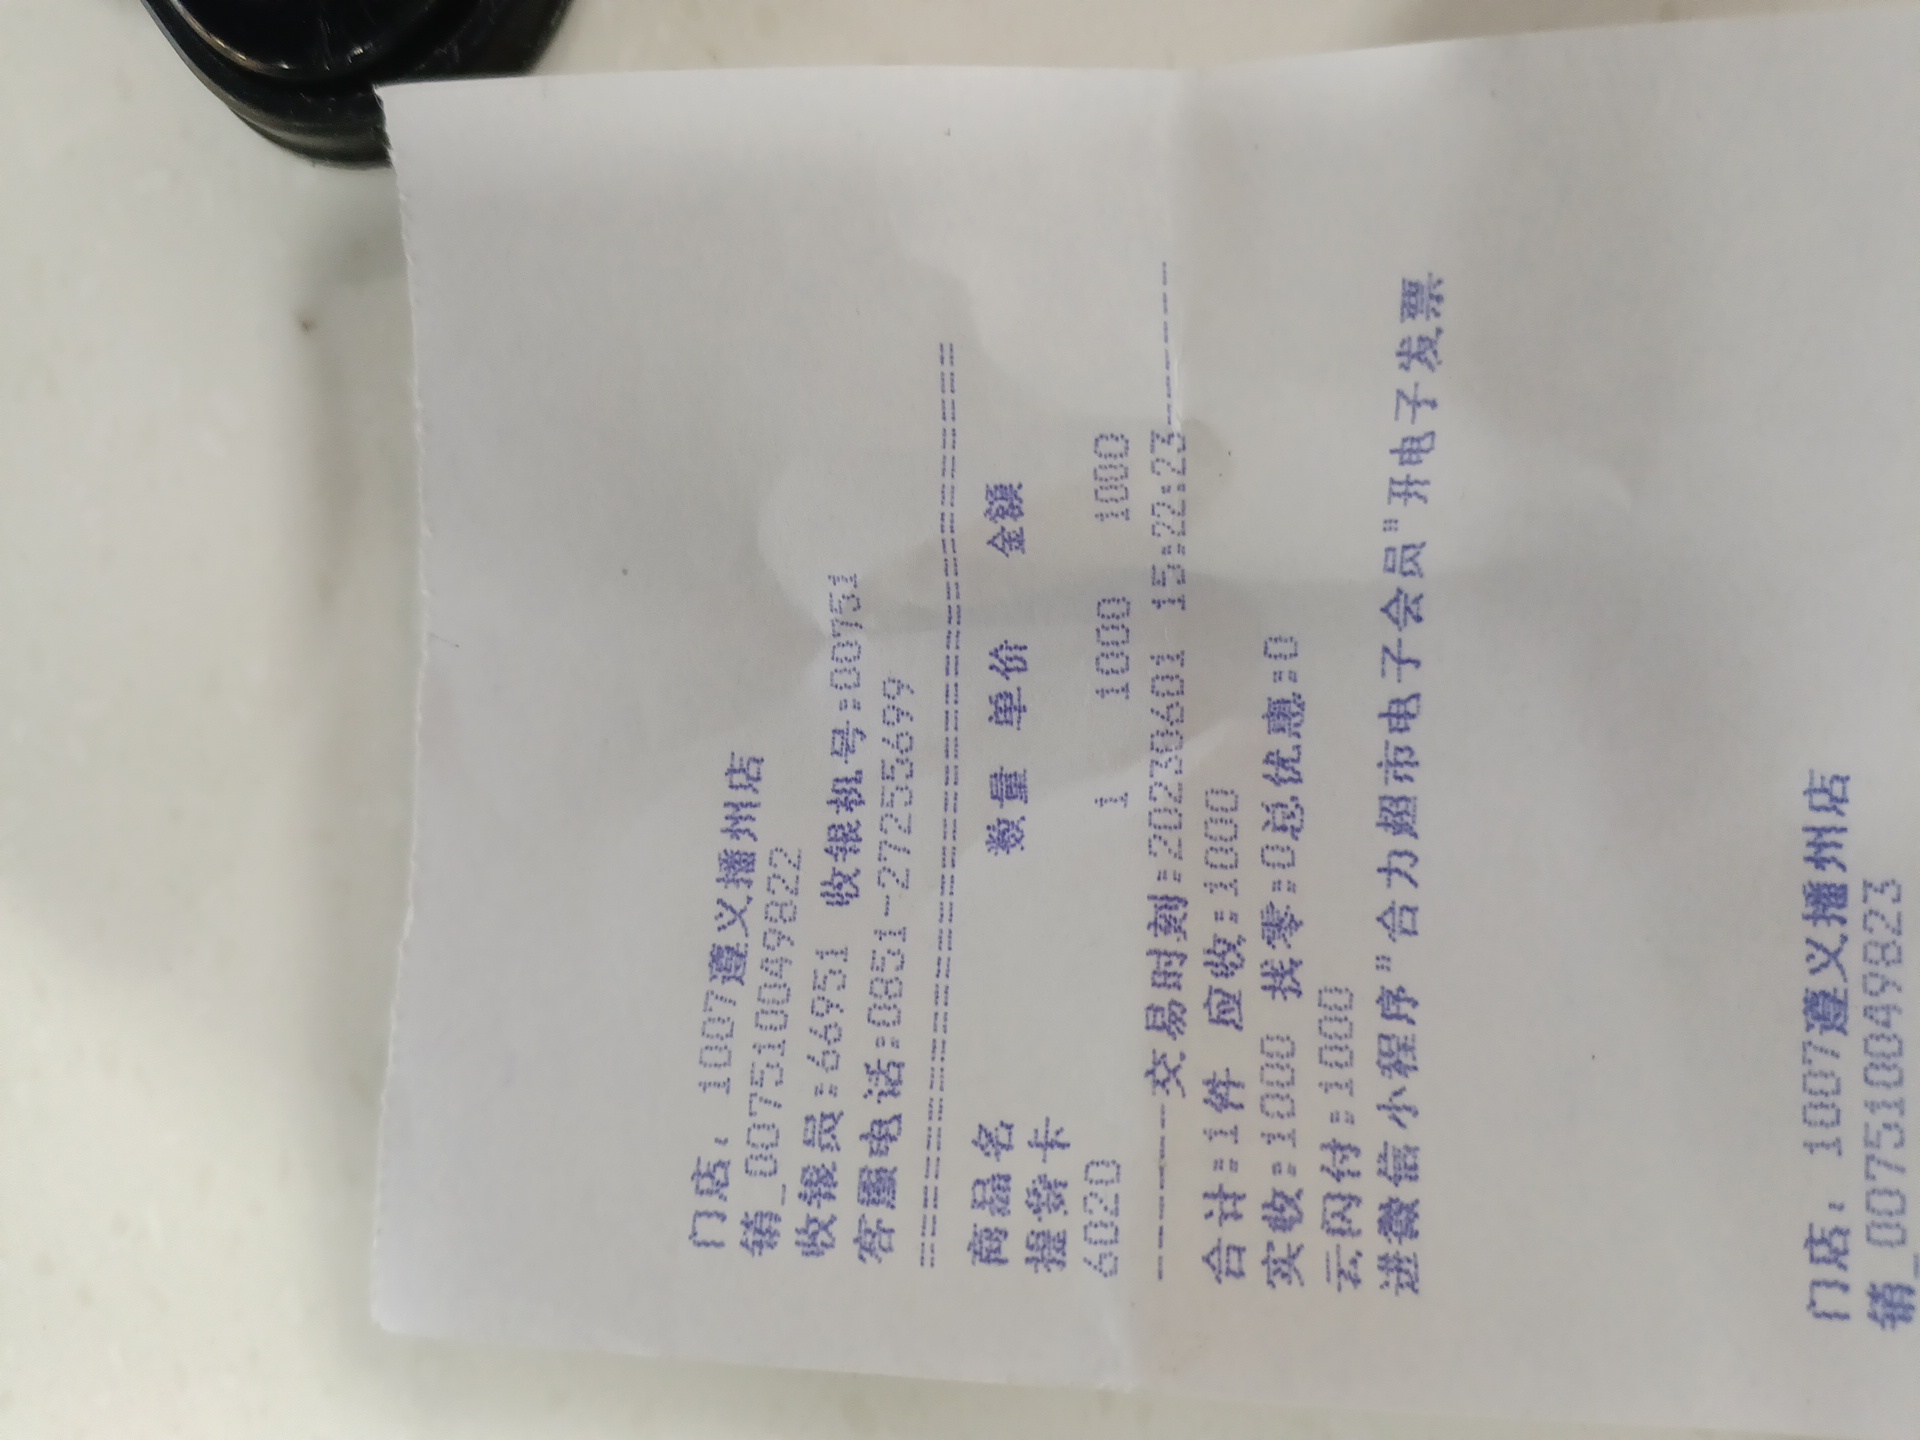 门店：1007遵义播州店
销_007510049822
收银员:66951 收银机号:00751
客服电话:0851-27255699
================================================
商品名 数量 单价 金额
提货卡
6020 1 1000 1000
---------交易时刻:20230601 15:22:23---------
合计:1件 应收:1000
实收:1000 找零:0总优惠:0
云闪付:1000
进微信小程序"合力超市电子会员"开电子发票
门店：1007遵义播州店
销_007510049823